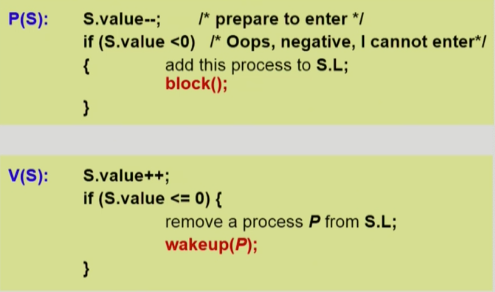 P(S): S.value--; /* prepare to enter */
if (S.value <0) /* Oops, negative, I cannot enter*/
{ add this process to S.L;
block();
}
V(S): S.value++;
if (S.value <= 0) {
remove a process P from S.L;
wakeup(P);
}